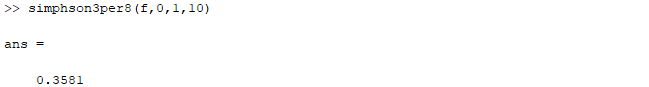 >> simphson3per8(f,0,1,10)
ans =
0.3581